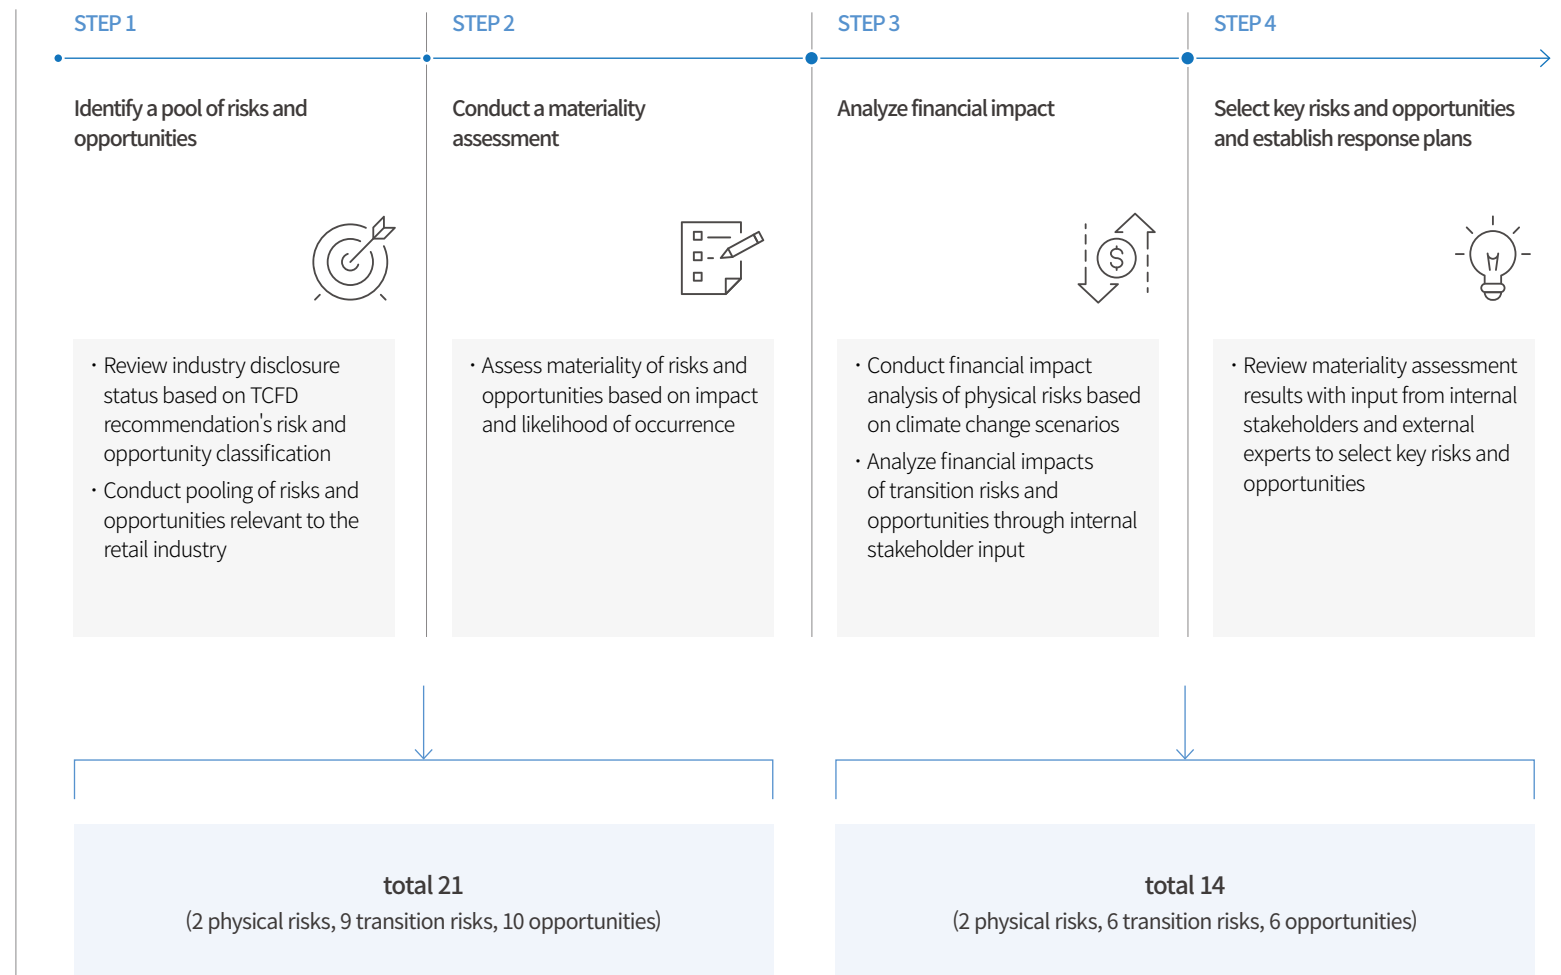 STEP 1
Identify a pool of risks and
opportunities
・Review industry disclosure
status based on TCFD
recommendation's risk and
opportunity classification
・Conduct pooling of risks and
opportunities relevant to the
retail industry
STEP 2
Conduct a materiality
assessment
・Assess materiality of risks and
opportunities based on impact
and likelihood of occurrence
STEP 3
Analyze financial impact
$
・Conduct financial impact
analysis of physical risks based
on climate change scenarios
・Analyze financial impacts
of transition risks and
opportunities through internal
stakeholder input
STEP 4
Select key risks and opportunities
and establish response plans
・Review materiality assessment
results with input from internal
stakeholders and external
experts to select key risks and
opportunities
total 21
(2 physical risks, 9 transition risks, 10 opportunities)
total 14
(2 physical risks, 6 transition risks, 6 opportunities)